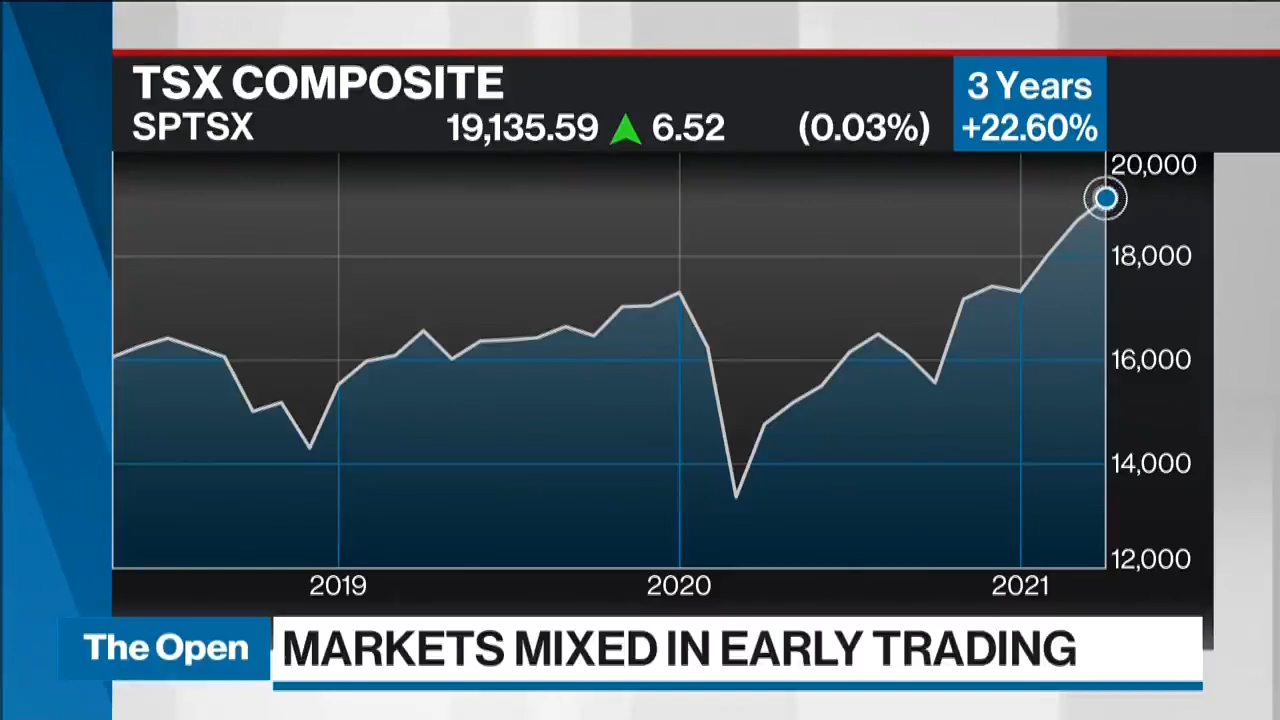 TSX COMPOSITE
SPTSX 19,135.59 ▲ 6.52 (0.03%)
3 Years
+22.60%
20,000
18,000
16,000
14,000
12,000
2019 2020 2021
The Open
MARKETS MIXED IN EARLY TRADING